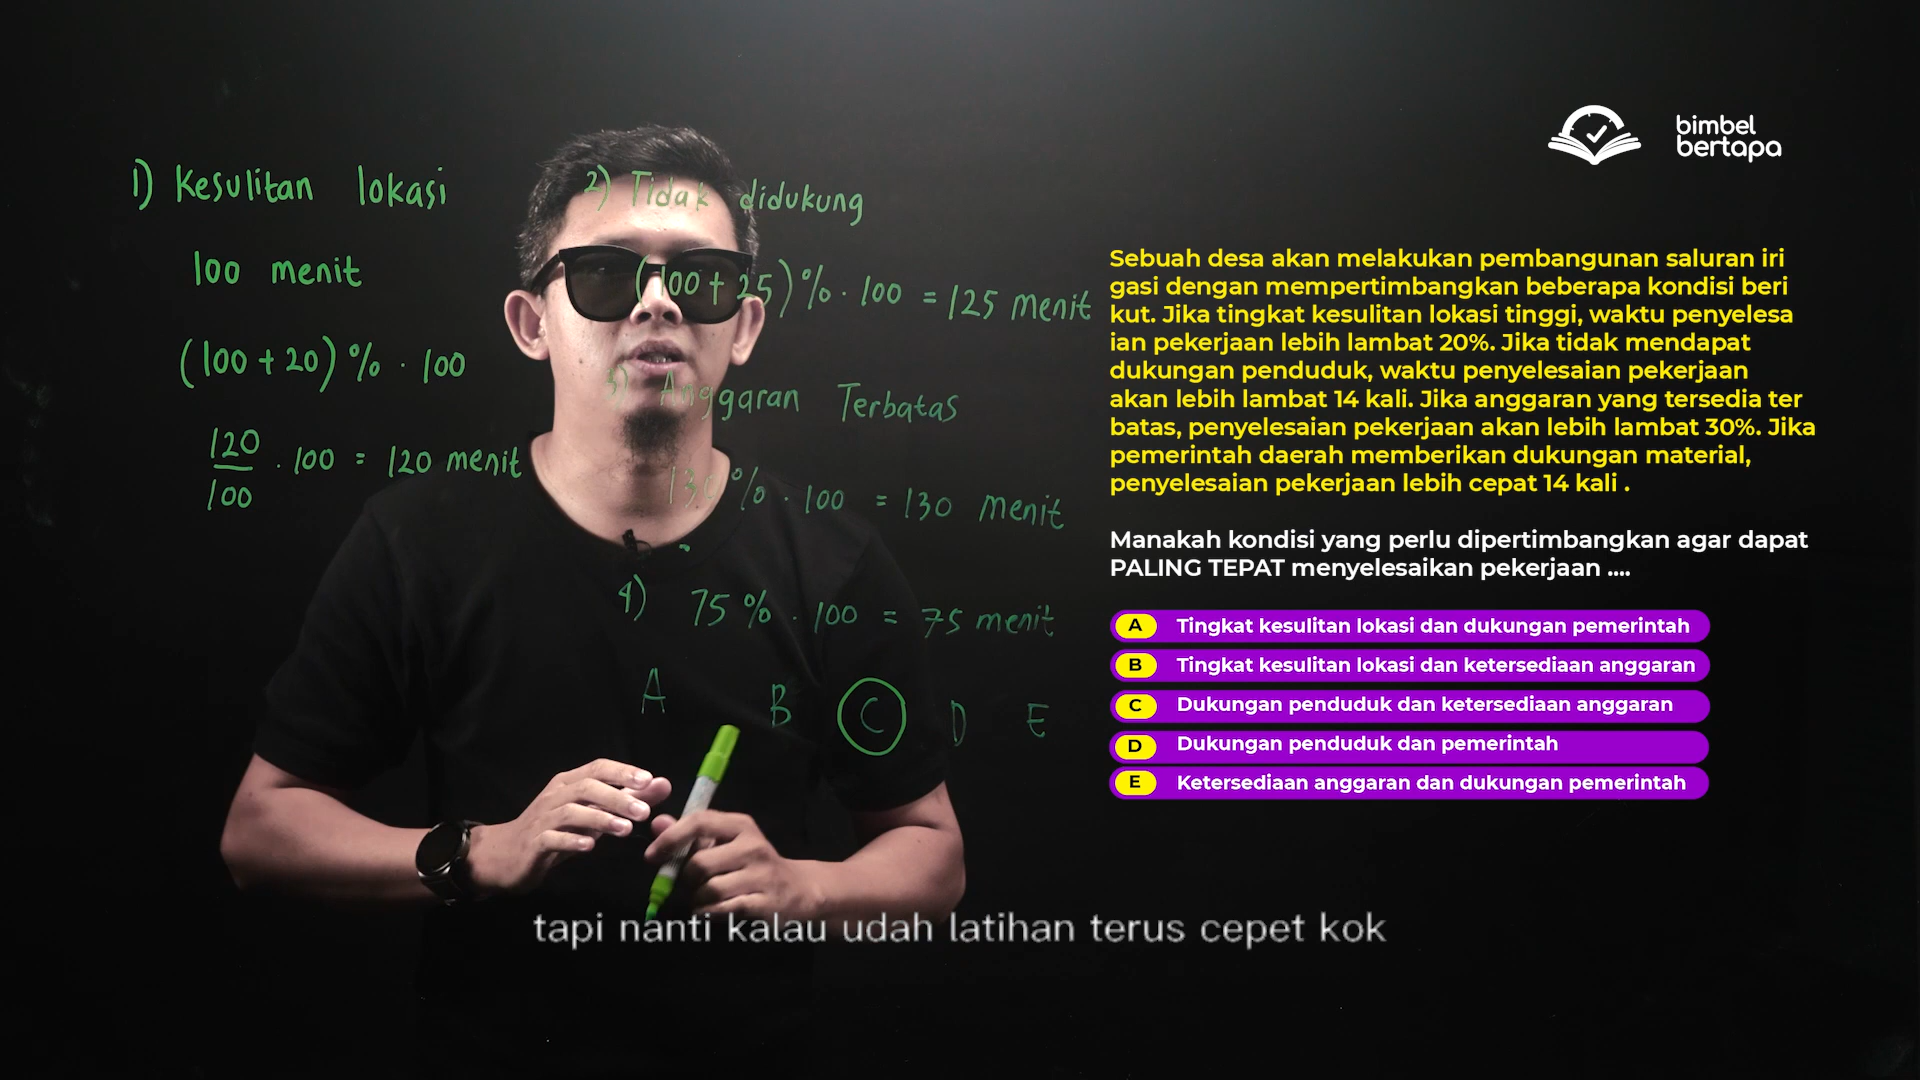 bimbel
bertapa
1) Kesulitan lokasi
100 menit
(100 + 20) % . 100
120
100
. 100 = 120 menit
2) Tidak didukung
(100 + 25) % . 100 = 125 menit
3) Anggaran Terbatas
130 % . 100 = 130 menit
4) 75 % . 100 = 75 menit
A B C D E
Sebuah desa akan melakukan pembangunan saluran iri
gasi dengan mempertimbangkan beberapa kondisi beri
kut. Jika tingkat kesulitan lokasi tinggi, waktu penyelesa
ian pekerjaan lebih lambat 20%. Jika tidak mendapat
dukungan penduduk, waktu penyelesaian pekerjaan
akan lebih lambat 14 kali. Jika anggaran yang tersedia ter
batas, penyelesaian pekerjaan akan lebih lambat 30%. Jika
pemerintah daerah memberikan dukungan material,
penyelesaian pekerjaan lebih cepat 14 kali .
Manakah kondisi yang perlu dipertimbangkan agar dapat
PALING TEPAT menyelesaikan pekerjaan ....
A Tingkat kesulitan lokasi dan dukungan pemerintah
B Tingkat kesulitan lokasi dan ketersediaan anggaran
C Dukungan penduduk dan ketersediaan anggaran
D Dukungan penduduk dan pemerintah
E Ketersediaan anggaran dan dukungan pemerintah
tapi nanti kalau udah latihan terus cepet kok